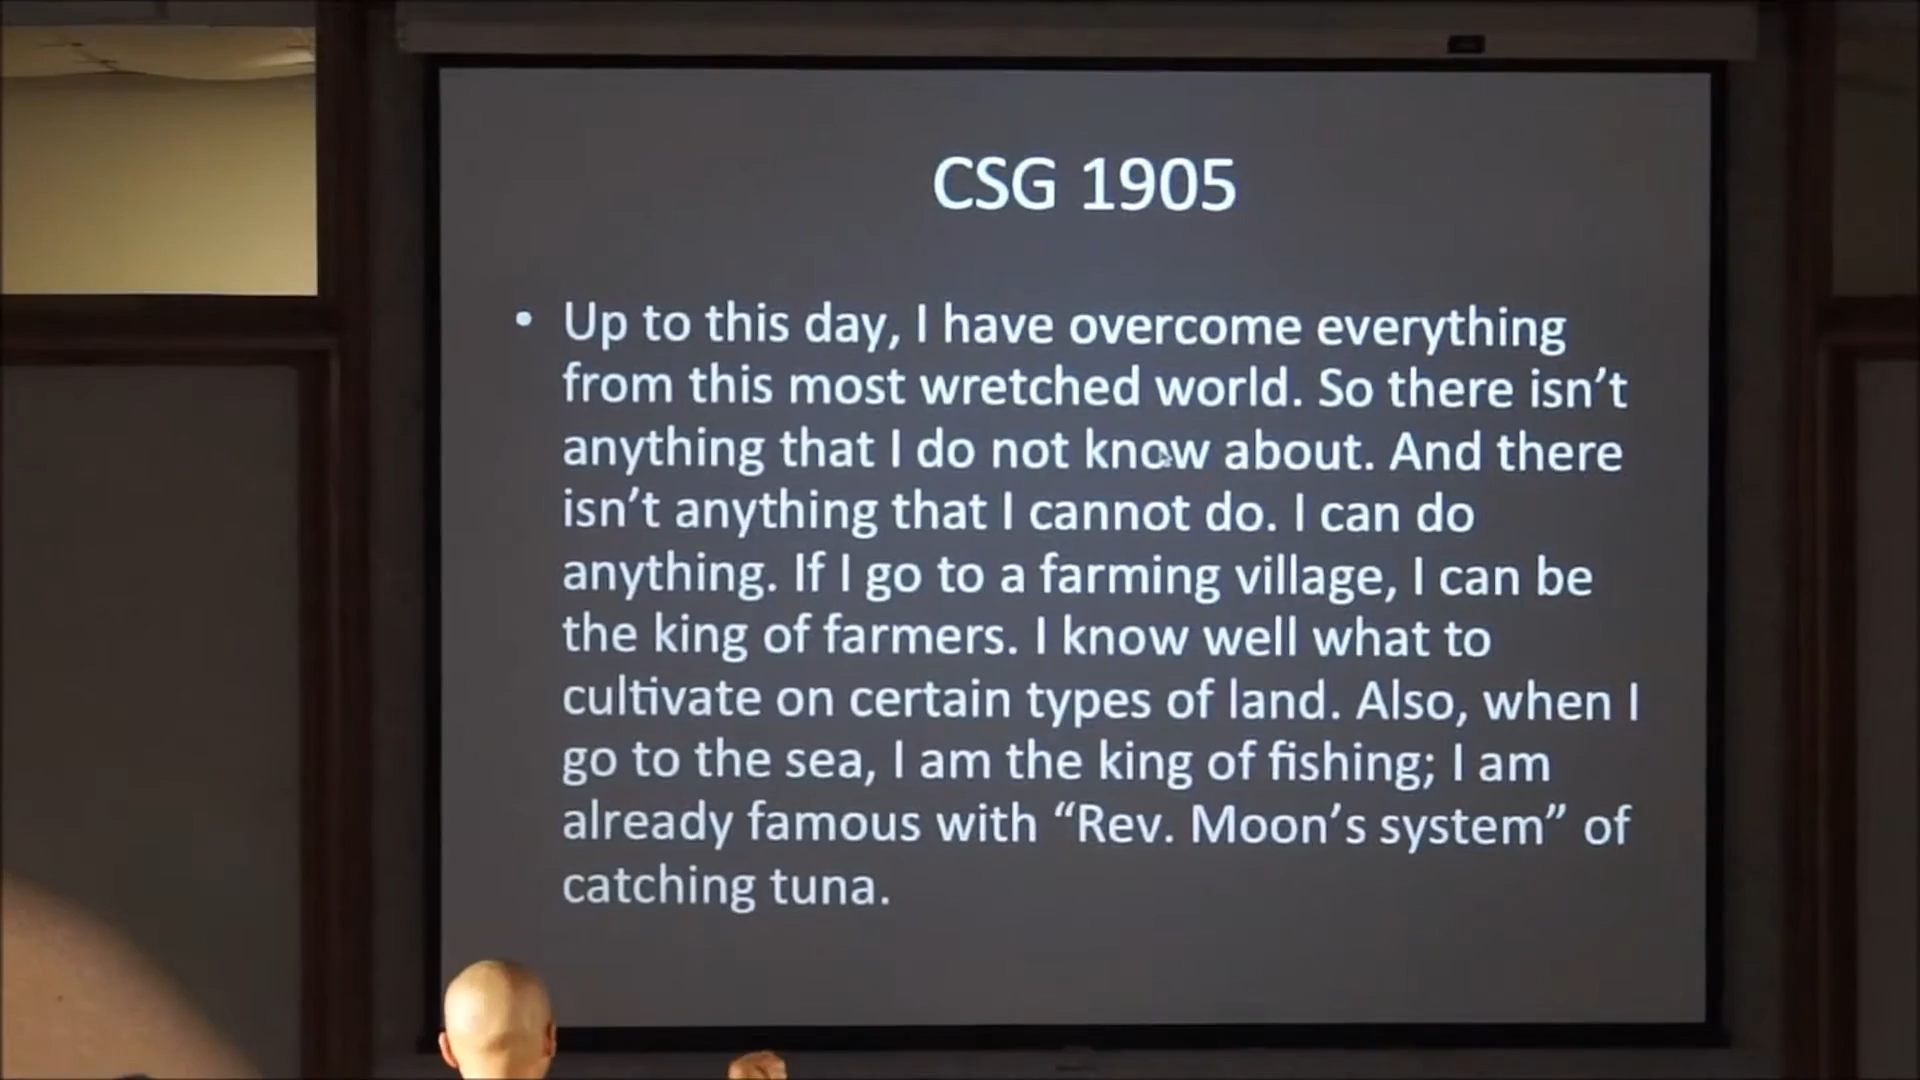 CSG 1905
• Up to this day, I have overcome everything
from this most wretched world. So there isn’t
anything that I do not know about. And there
isn’t anything that I cannot do. I can do
anything. If I go to a farming village, I can be
the king of farmers. I know well what to
cultivate on certain types of land. Also, when I
go to the sea, I am the king of fishing; I am
already famous with “Rev. Moon’s system” of
catching tuna.